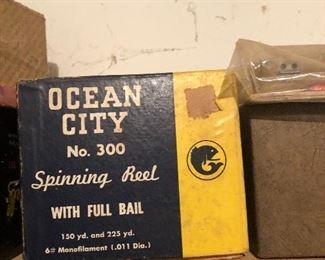 OCEAN
CITY
No. 300
Spinning Reel
WITH FULL BAIL
150 yd. and 225 yd.
6# Monofilament (.011 Dia.)